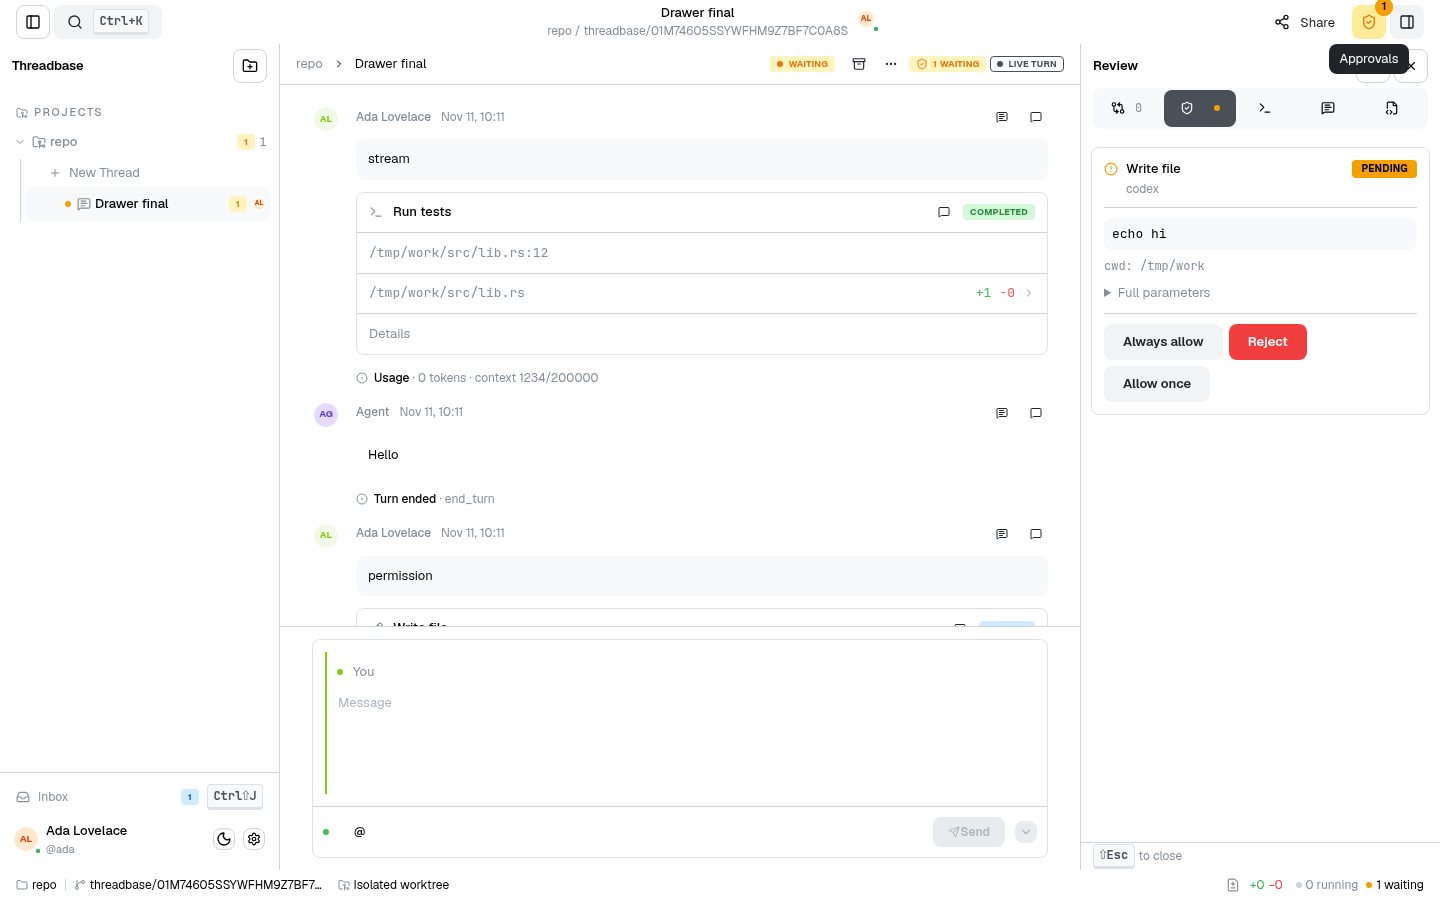 Ctrl+K
Drawer final
repo / threadbase/01M74605SSYWFHM9Z7BF7C0A8S
AL
Share
1
Approvals
Threadbase
PROJECTS
repo
1 1
New Thread
Drawer final
1 AL
repo > Drawer final
WAITING
1 WAITING
LIVE TURN
AL
Ada Lovelace Nov 11, 10:11
stream
Run tests
COMPLETED
/tmp/work/src/lib.rs:12
/tmp/work/src/lib.rs
+1 -0
Details
Usage · 0 tokens · context 1234/200000
AG
Agent Nov 11, 10:11
Hello
Turn ended · end_turn
AL
Ada Lovelace Nov 11, 10:11
permission
Write file
You
Message
@
Send
Review
0
Write file
PENDING
codex
echo hi
cwd: /tmp/work
Full parameters
Always allow
Reject
Allow once
⇧Esc to close
Inbox
1
Ctrl⇧J
AL
Ada Lovelace
@ada
repo
threadbase/01M74605SSYWFHM9Z7BF7...
Isolated worktree
+0 -0
0 running
1 waiting